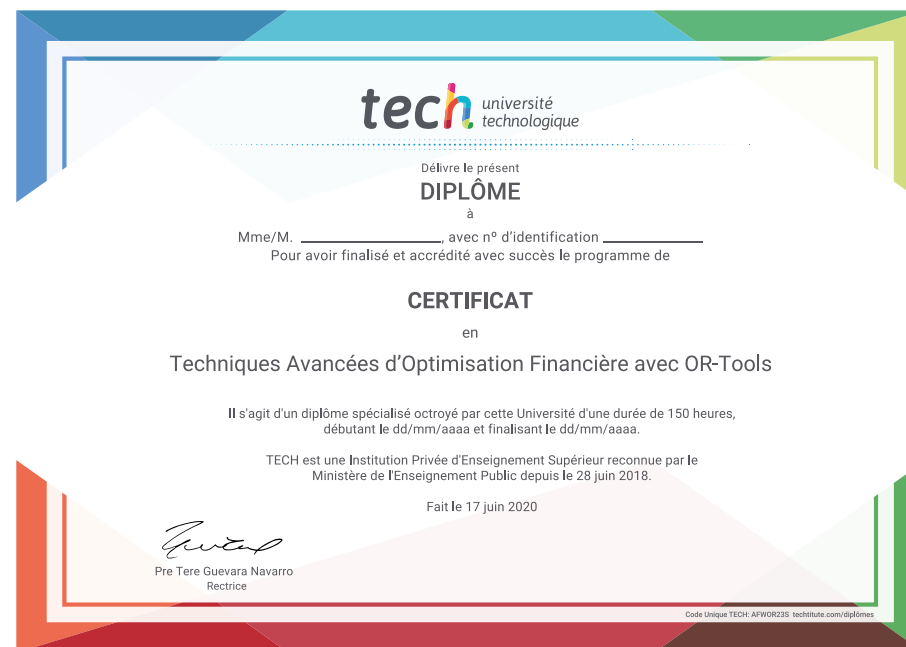 tech université
technologique
Délivre le présent
DIPLÔME
à
Mme/M. ____________________, avec nº d'identification ______________
Pour avoir finalisé et accrédité avec succès le programme de
CERTIFICAT
en
Techniques Avancées d'Optimisation Financière avec OR-Tools
Il s'agit d'un diplôme spécialisé octroyé par cette Université d'une durée de 150 heures,
débutant le dd/mm/aaaa et finalisant le dd/mm/aaaa.
TECH est une Institution Privée d'Enseignement Supérieur reconnue par le
Ministère de l'Enseignement Public depuis le 28 juin 2018.
Fait le 17 juin 2020
Pre Tere Guevara Navarro
Rectrice
Code Unique TECH: AFWOR23S techtitute.com/diplômes